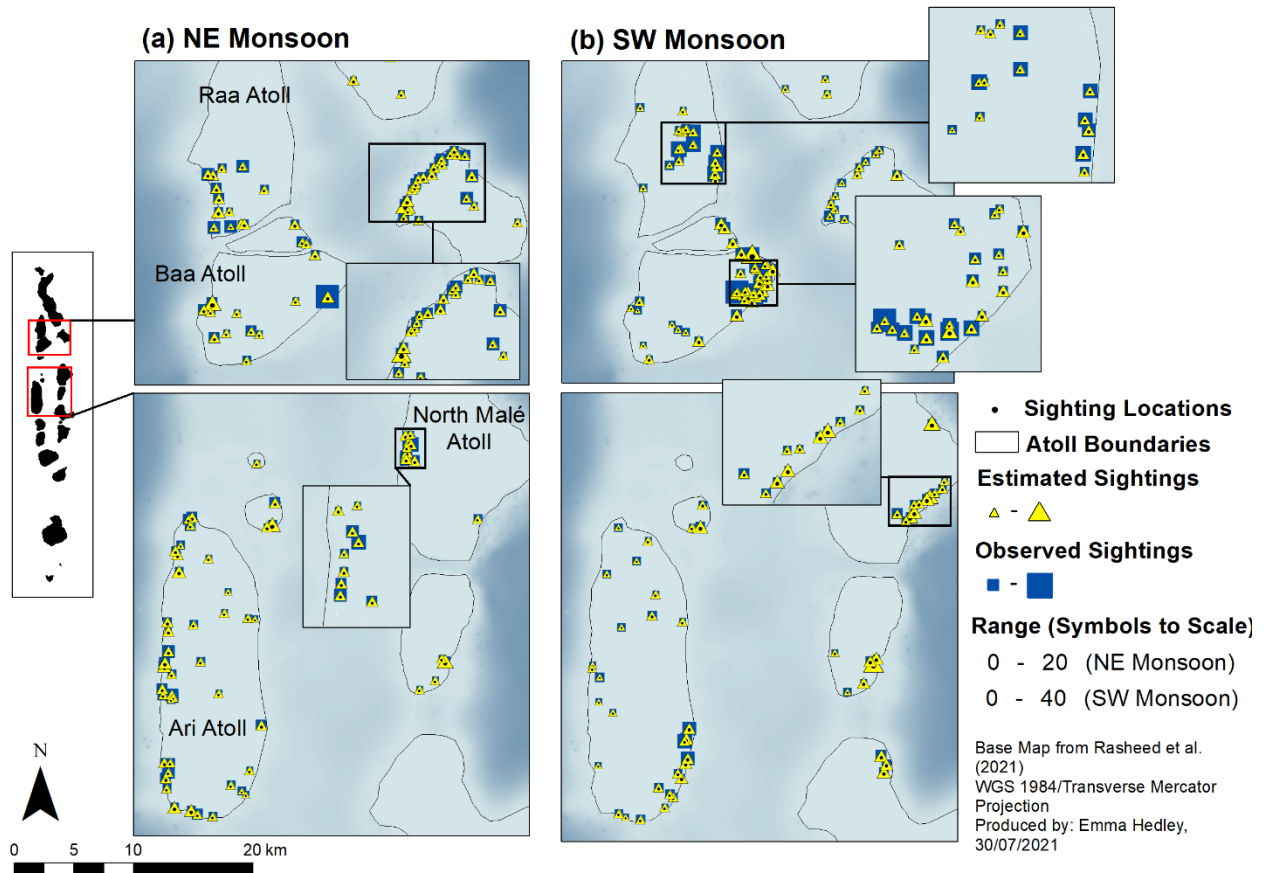 (a) NE Monsoon
(b) SW Monsoon
Raa Atoll
Baa Atoll
North Malé
Atoll
Ari Atoll
Sighting Locations
Atoll Boundaries
Estimated Sightings
-
Observed Sightings
-
Range (Symbols to Scale)
0 - 20 (NE Monsoon)
0 - 40 (SW Monsoon)
Base Map from Rasheed et al.
(2021)
WGS 1984/Transverse Mercator
Projection
Produced by: Emma Hedley,
30/07/2021
N
0 5 10 20 km